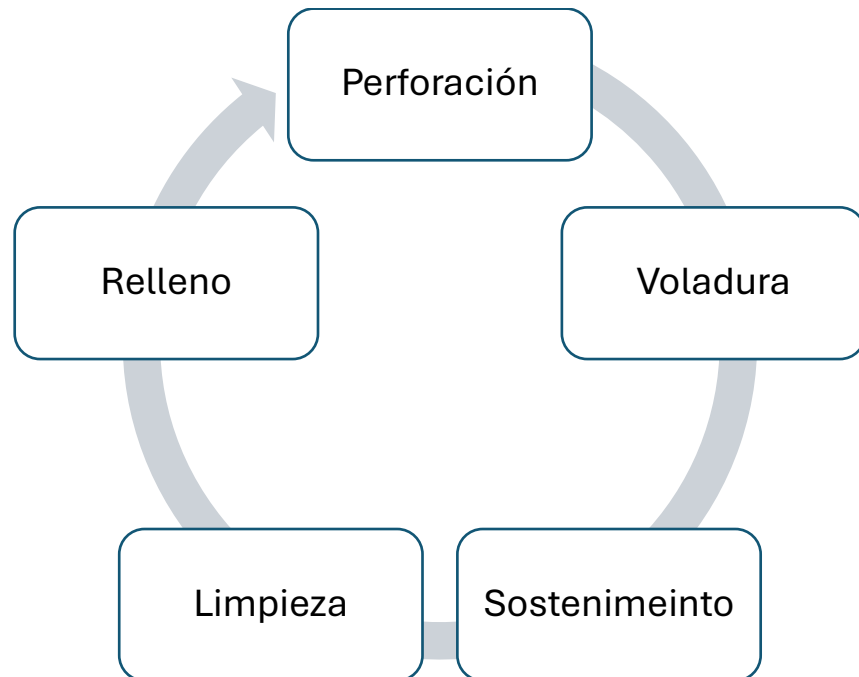 Perforación
Voladura
Sostenimeinto
Limpieza
Relleno